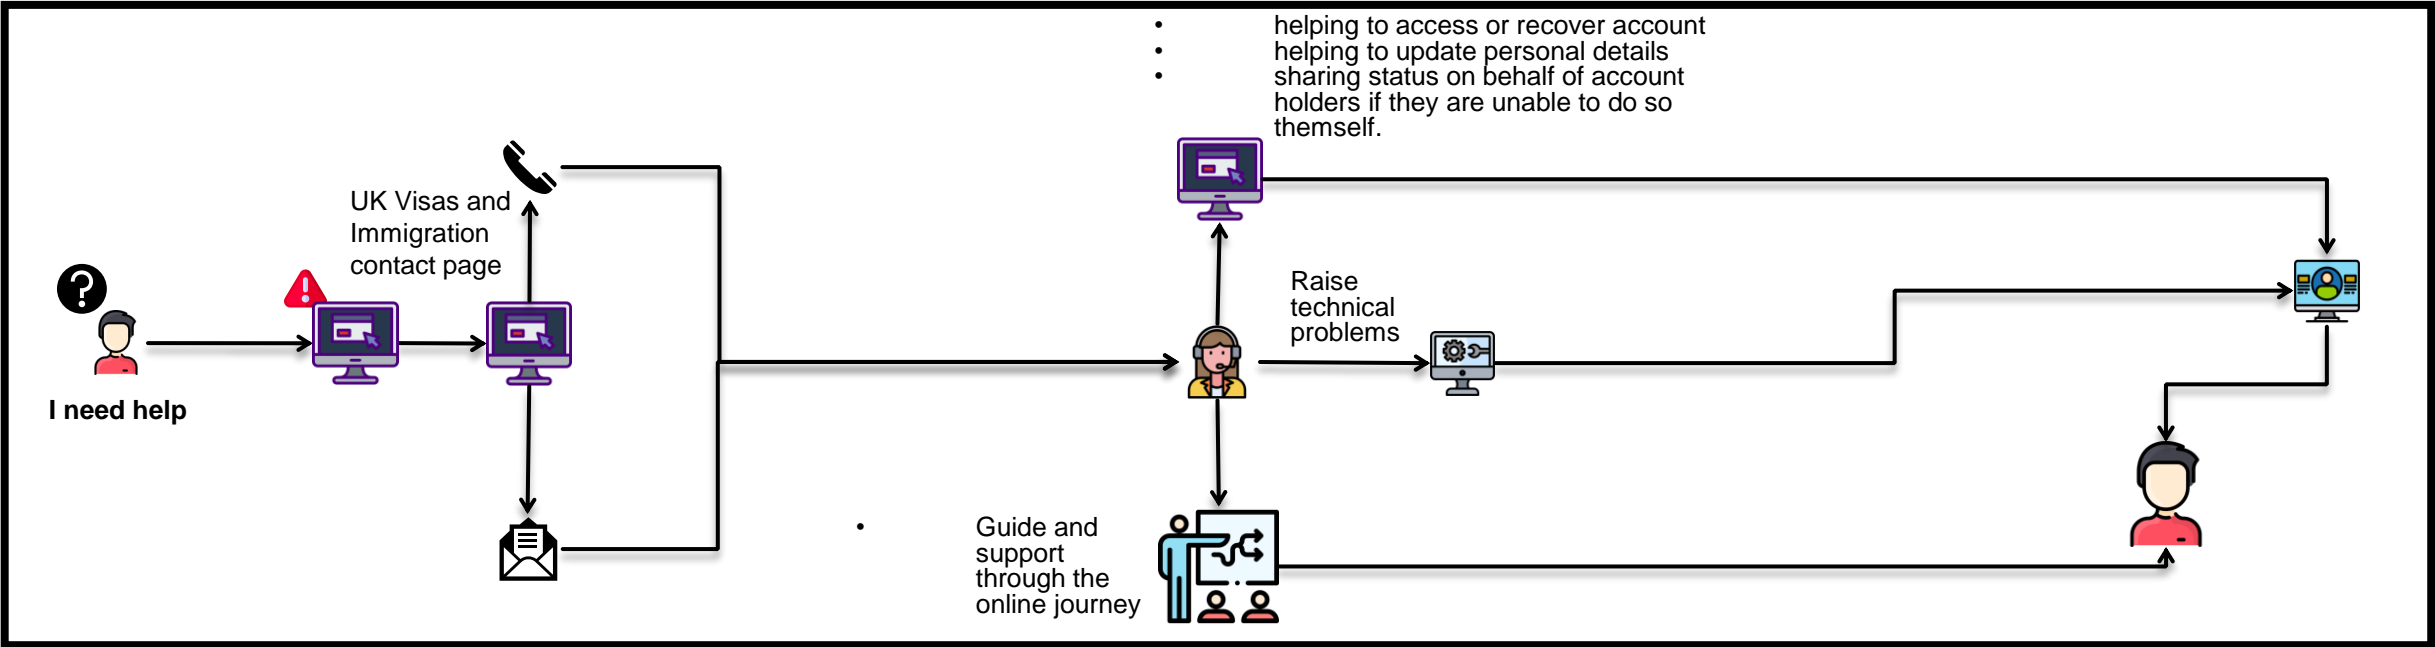 • helping to access or recover account
• helping to update personal details
• sharing status on behalf of account
holders if they are unable to do so
themself.
UK Visas and
Immigration
contact page
I need help
Raise
technical
problems
• Guide and
support
through the
online journey